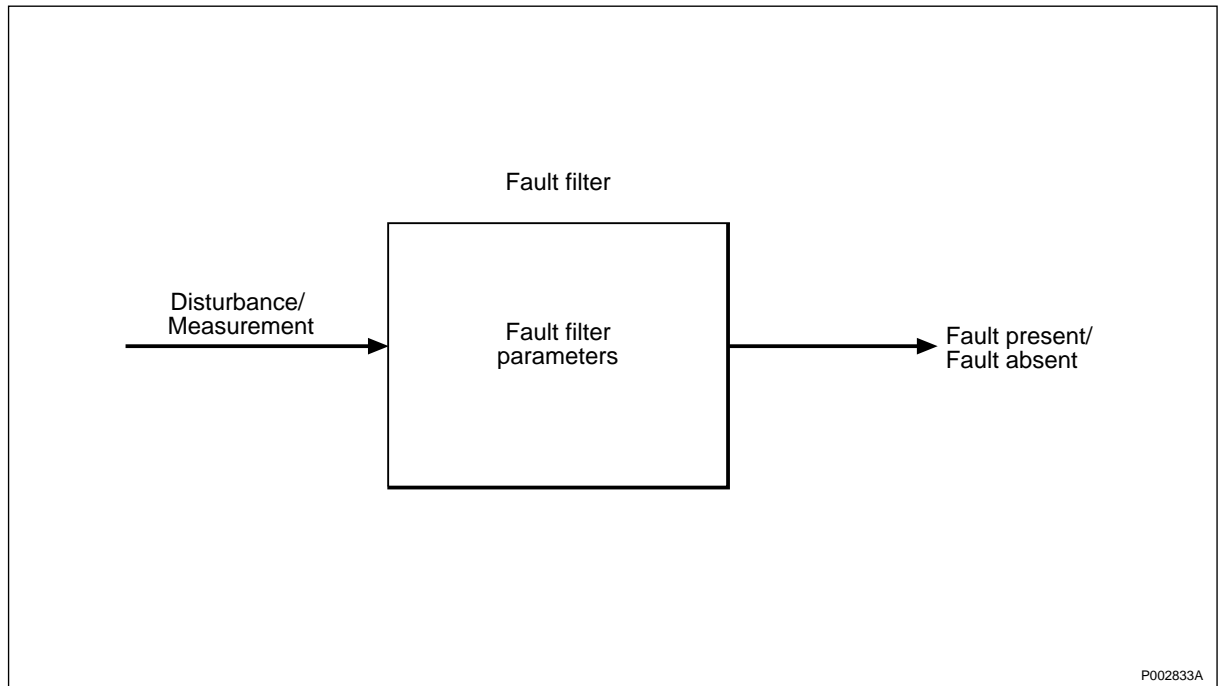 Fault filter
Disturbance/
Measurement
Fault filter
parameters
Fault present/
Fault absent
P002833A